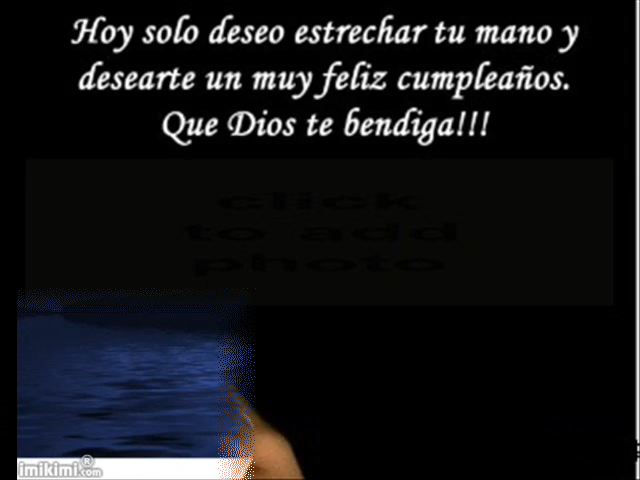 Hoy solo deseo estrechar tu mano y
desearte un muy feliz cumpleaños.
Que Dios te bendiga!!!
click
to add
photo
imikimi®.com